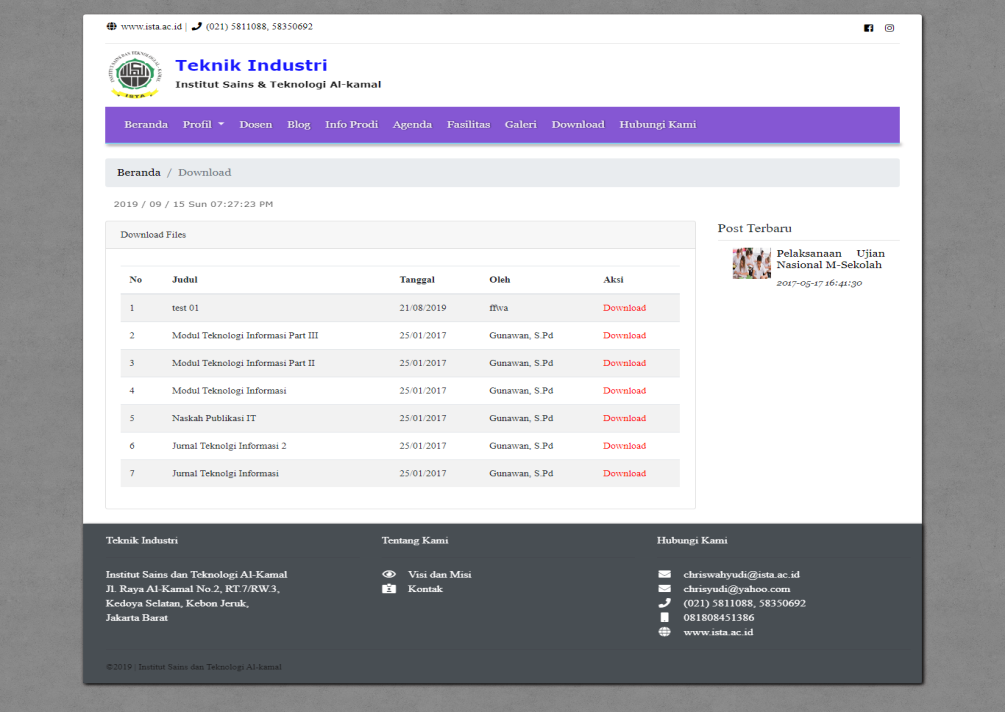 www.ista.ac.id | (021) 5811088, 58350692
ISTA
Teknik Industri
Institut Sains & Teknologi Al-kamal
Beranda Profil Dosen Blog Info Prodi Agenda Fasilitas Galeri Download Hubungi Kami
Beranda / Download
2019 / 09 / 15 Sun 07:27:23 PM
Download Files
No Judul Tanggal Oleh Aksi
1 test 01 21/08/2019 ffwa Download
2 Modul Teknologi Informasi Part III 25/01/2017 Gunawan, S.Pd Download
3 Modul Teknologi Informasi Part II 25/01/2017 Gunawan, S.Pd Download
4 Modul Teknologi Informasi 25/01/2017 Gunawan, S.Pd Download
5 Naskah Publikasi IT 25/01/2017 Gunawan, S.Pd Download
6 Jurnal Teknolgi Informasi 2 25/01/2017 Gunawan, S.Pd Download
7 Jurnal Teknolgi Informasi 25/01/2017 Gunawan, S.Pd Download
Post Terbaru
Pelaksanaan Ujian
Nasional M-Sekolah
2017-05-17 16:41:30
Teknik Industri
Institut Sains dan Teknologi Al-Kamal
Jl. Raya Al-Kamal No.2, RT.7/RW.3,
Kedoya Selatan, Kebon Jeruk,
Jakarta Barat
Tentang Kami
Visi dan Misi
Kontak
Hubungi Kami
chriswahyudi@ista.ac.id
chrisyudi@yahoo.com
(021) 5811088, 58350692
081808451386
www.ista.ac.id
©2019 | Institut Sains dan Teknologi Al-kamal